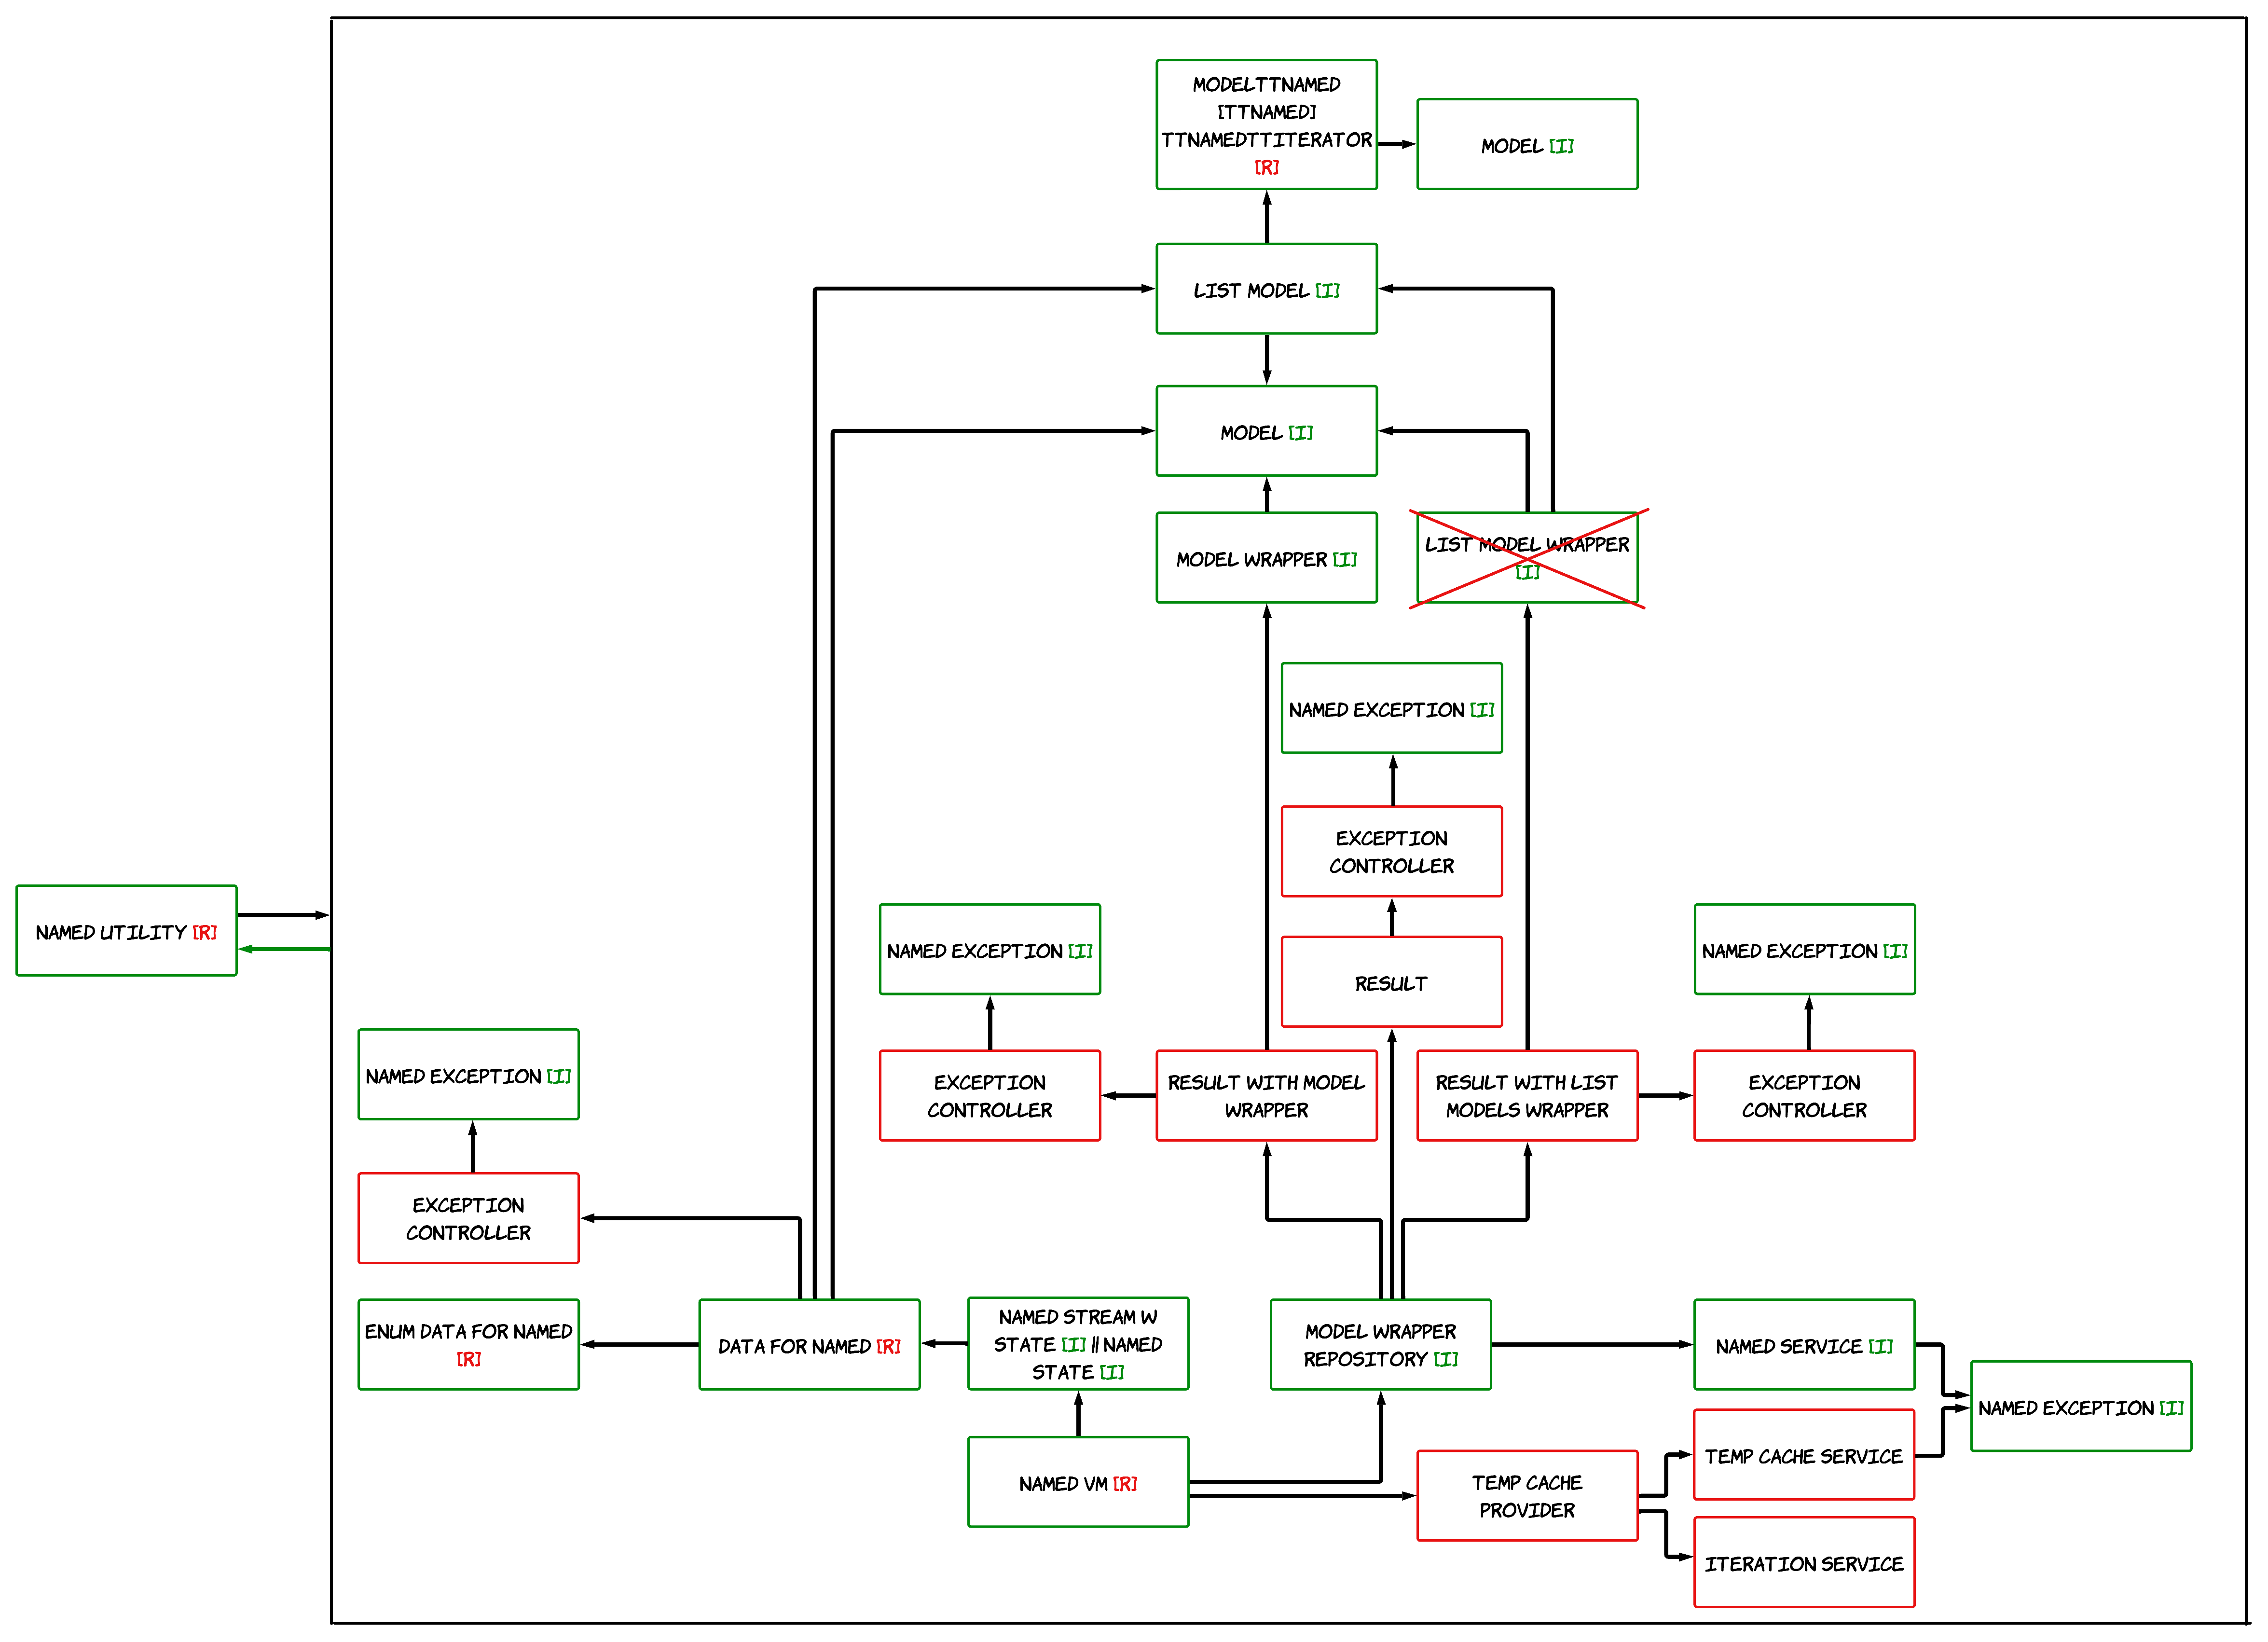 MODELTTNAMED
[TTNAMED]
TTNAMEDTTITERATOR
[R]
MODEL [I]
LIST MODEL [I]
MODEL [I]
MODEL WRAPPER [I]
LIST MODEL WRAPPER
[I]
NAMED EXCEPTION [I]
EXCEPTION
CONTROLLER
NAMED UTILITY [R]
NAMED EXCEPTION [I]
RESULT
NAMED EXCEPTION [I]
NAMED EXCEPTION [I]
EXCEPTION
CONTROLLER
RESULT WITH MODEL
WRAPPER
RESULT WITH LIST
MODELS WRAPPER
EXCEPTION
CONTROLLER
EXCEPTION
CONTROLLER
ENUM DATA FOR NAMED
[R]
DATA FOR NAMED [R]
NAMED STREAM W
STATE [I] || NAMED
STATE [I]
MODEL WRAPPER
REPOSITORY [I]
NAMED SERVICE [I]
NAMED EXCEPTION [I]
NAMED VM [R]
TEMP CACHE
PROVIDER
TEMP CACHE SERVICE
ITERATION SERVICE